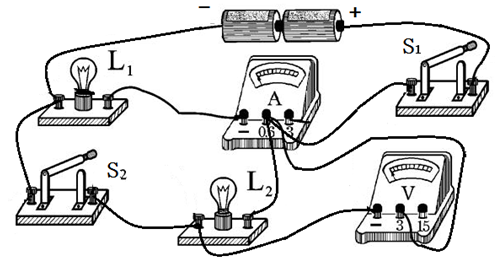 − +
S₁
L₁
A
− 0.6 3
S₂
L₂
V
− 3 15